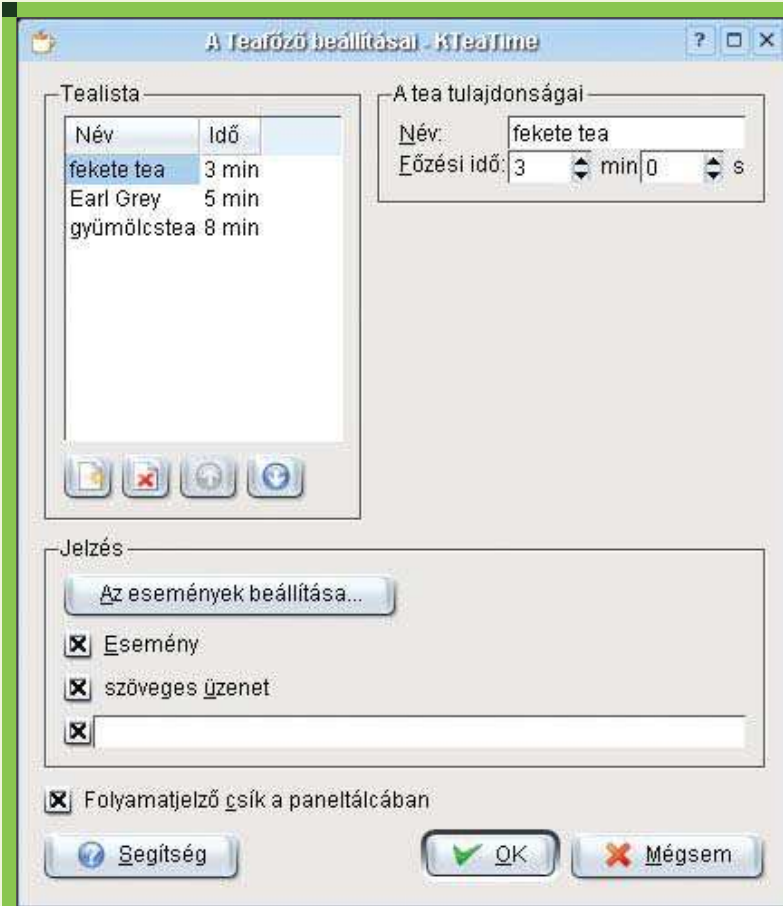 A Teafőző beállításai - KTeaTime
Tealista
Név Idő
fekete tea 3 min
Earl Grey 5 min
gyümölcstea 8 min
A tea tulajdonságai
Név: fekete tea
Főzési idő: 3 min 0 s
Jelzés
Az események beállítása...
Esemény
szöveges üzenet
Folyamatjelző csík a paneltálcában
Segítség
OK
Mégsem